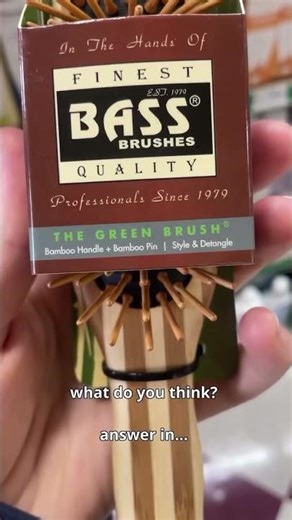 In The Hands Of
FINEST
EST. 1979
BASS®
BRUSHES
QUALITY
Professionals Since 1979
THE GREEN BRUSH®
Bamboo Handle + Bamboo Pin | Style & Detangle
what do you think?
answer in...